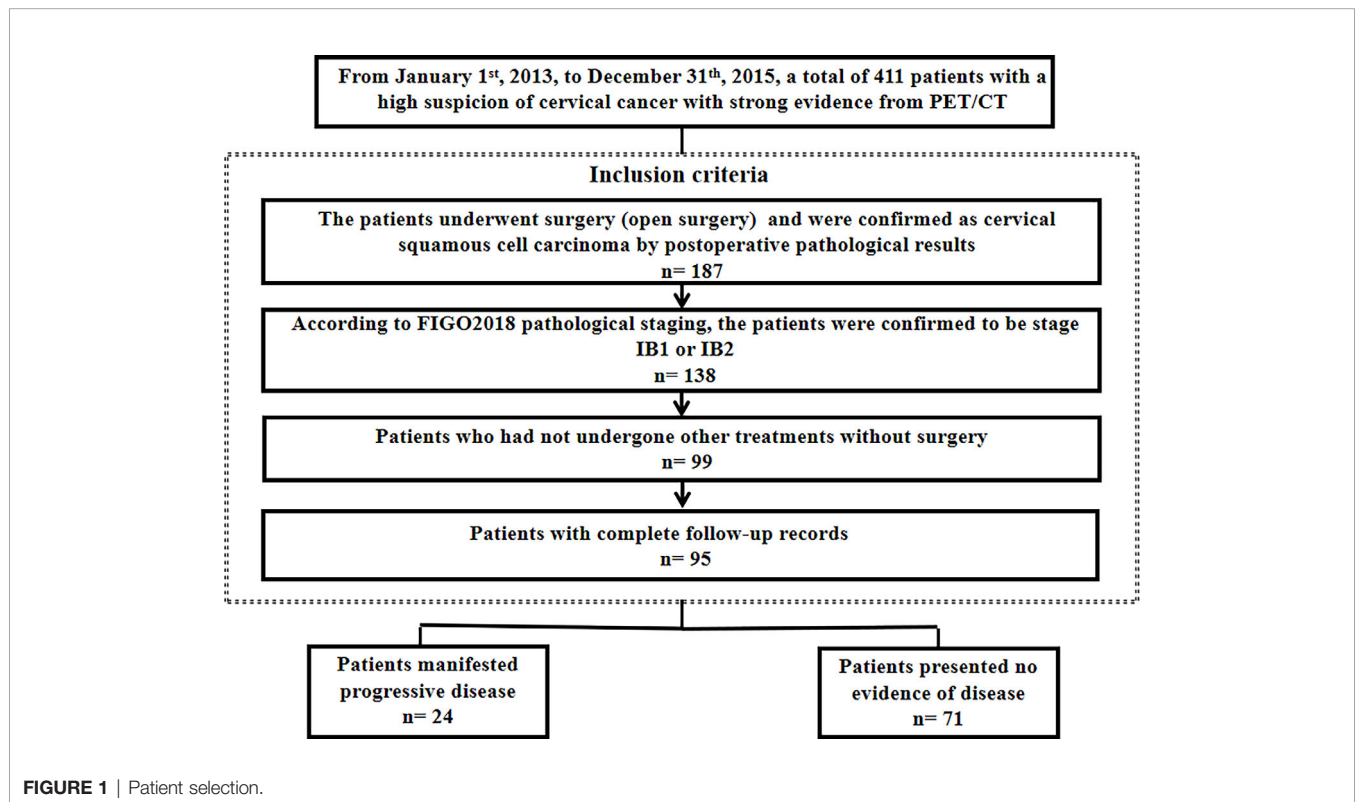 From January 1st, 2013, to December 31th, 2015, a total of 411 patients with a
high suspicion of cervical cancer with strong evidence from PET/CT
Inclusion criteria
The patients underwent surgery (open surgery) and were confirmed as cervical
squamous cell carcinoma by postoperative pathological results
n= 187
According to FIGO2018 pathological staging, the patients were confirmed to be stage
IB1 or IB2
n= 138
Patients who had not undergone other treatments without surgery
n= 99
Patients with complete follow-up records
n= 95
Patients manifested
progressive disease
n= 24
Patients presented no
evidence of disease
n= 71
FIGURE 1 | Patient selection.